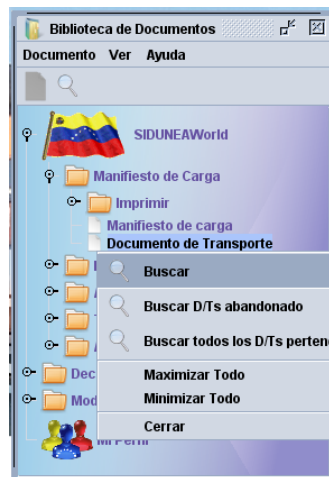 Biblioteca de Documentos
Documento Ver Ayuda
SIDUNEAWorld
Manifiesto de Carga
Imprimir
Manifiesto de carga
Documento de Transporte
Buscar
Buscar D/Ts abandonado
Buscar todos los D/Ts
Dec
Maximizar Todo
Mod
Minimizar Todo
Cerrar
Mi Perfil